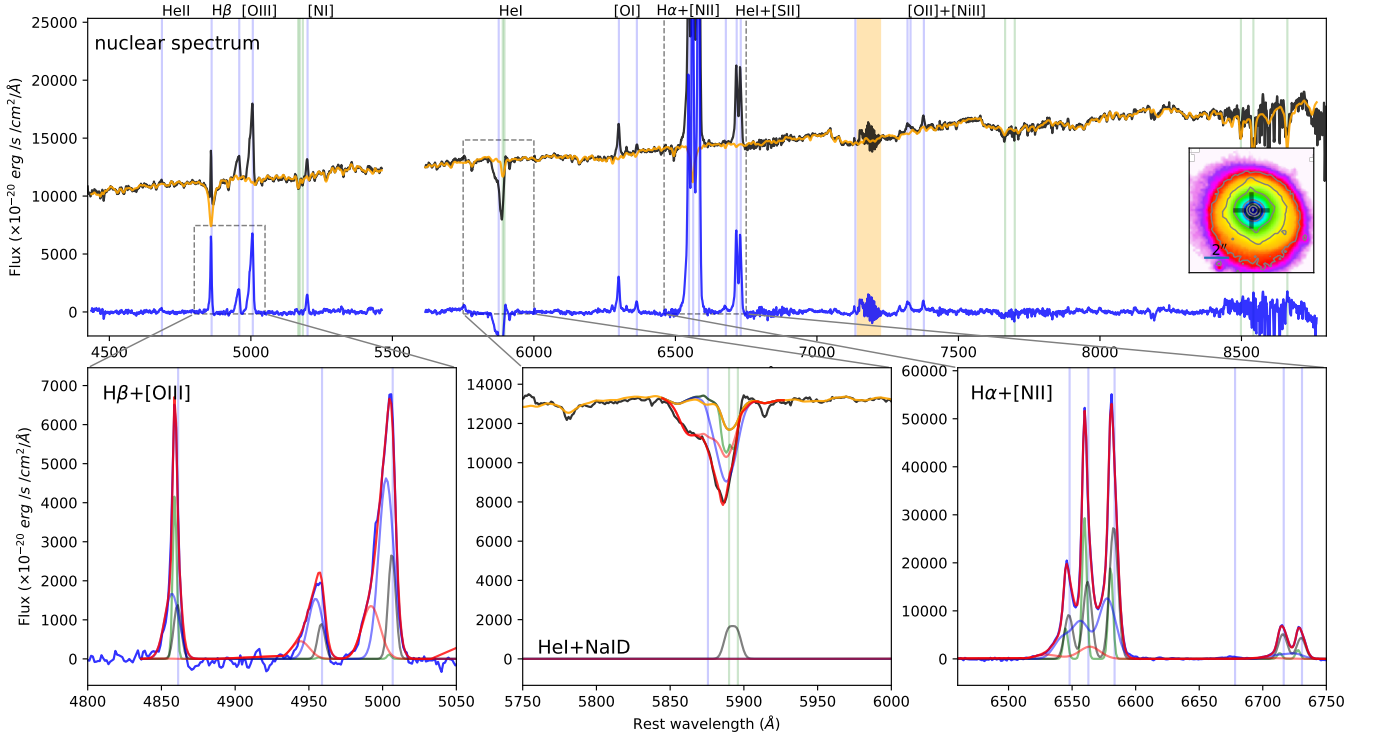 HeII Hβ [OIII] [NI] HeI [OI] Hα+[NII] HeI+[SII] [OII]+[NiII]
nuclear spectrum
25000
20000
15000
10000
5000
0
Flux (×10⁻²⁰ erg /s /cm²/Å)
2"
4500 5000 5500 6000 6500 7000 7500 8000 8500
Hβ+[OIII]
7000
6000
5000
4000
3000
2000
1000
0
Flux (×10⁻²⁰ erg /s /cm²/Å)
4800 4850 4900 4950 5000 5050
HeI+NaID
14000
12000
10000
8000
6000
4000
2000
0
5750 5800 5850 5900 5950 6000
Rest wavelength (Å)
Hα+[NII]
60000
50000
40000
30000
20000
10000
0
6500 6550 6600 6650 6700 6750